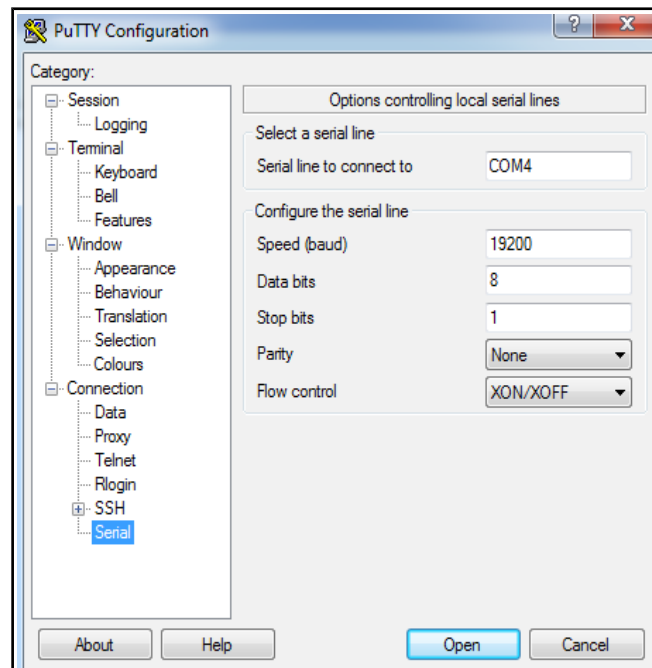 PuTTY Configuration
Category:
Session
Logging
Terminal
Keyboard
Bell
Features
Window
Appearance
Behaviour
Translation
Selection
Colours
Connection
Data
Proxy
Telnet
Rlogin
SSH
Serial
Options controlling local serial lines
Select a serial line
Serial line to connect to COM4
Configure the serial line
Speed (baud) 19200
Data bits 8
Stop bits 1
Parity None
Flow control XON/XOFF
About Help Open Cancel